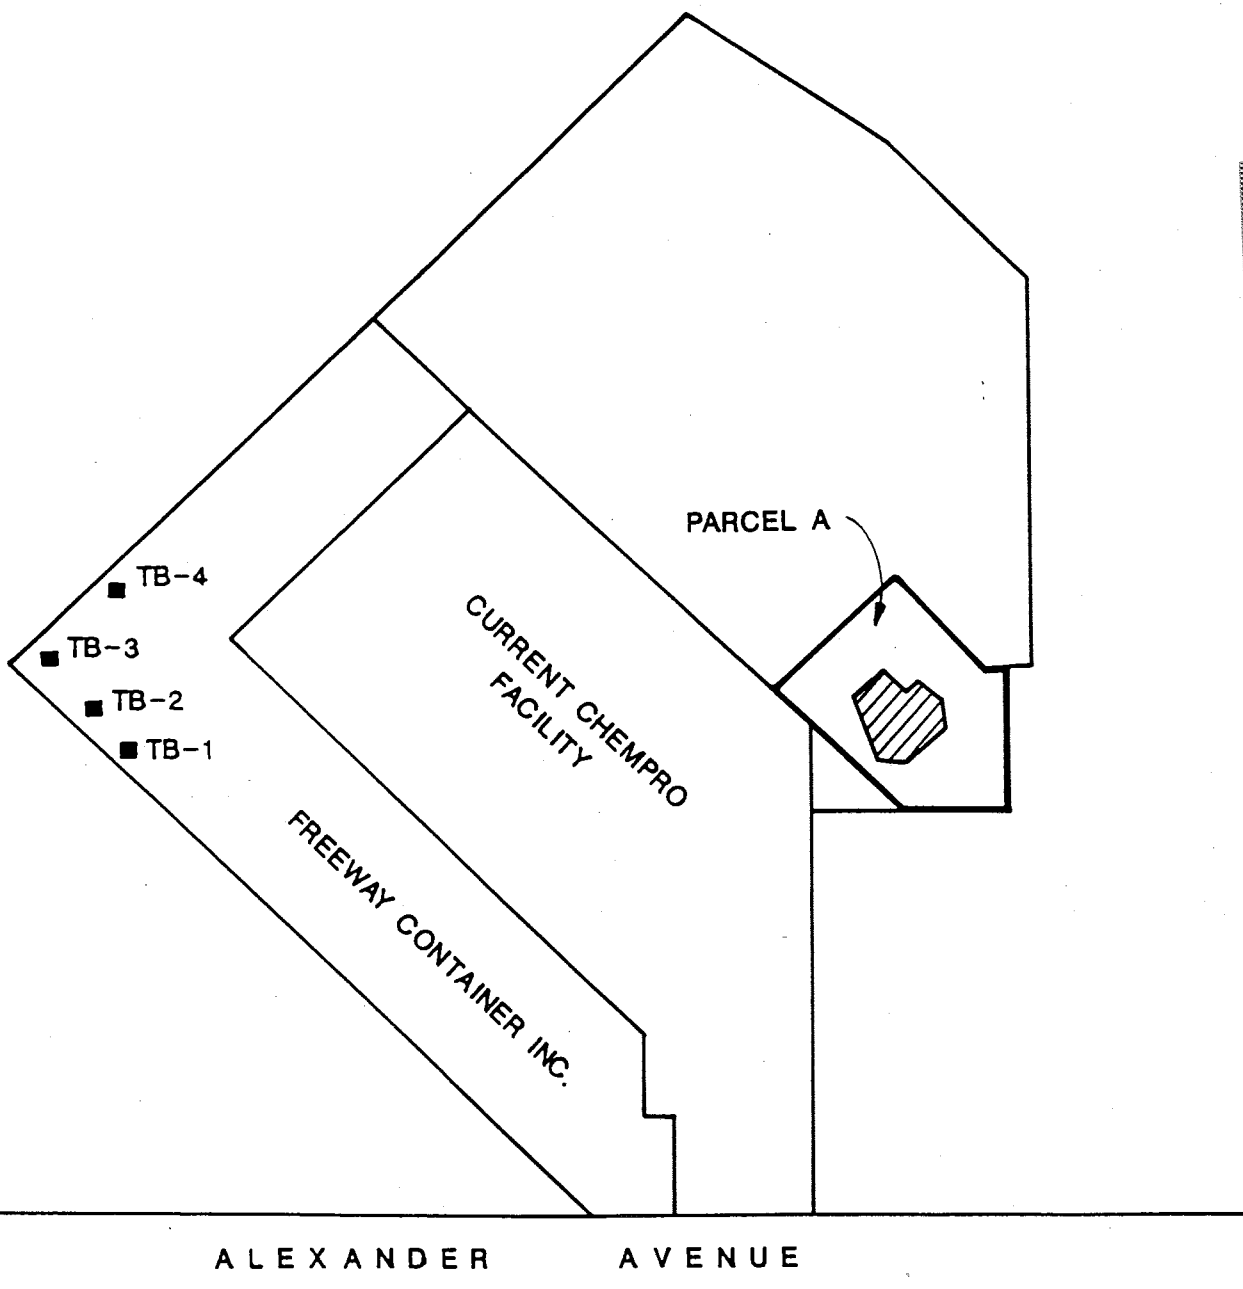 PARCEL A
TB-4
CURRENT CHEMPRO
FACILITY
TB-3
TB-2
TB-1
FREEWAY CONTAINER INC.
ALEXANDER AVENUE